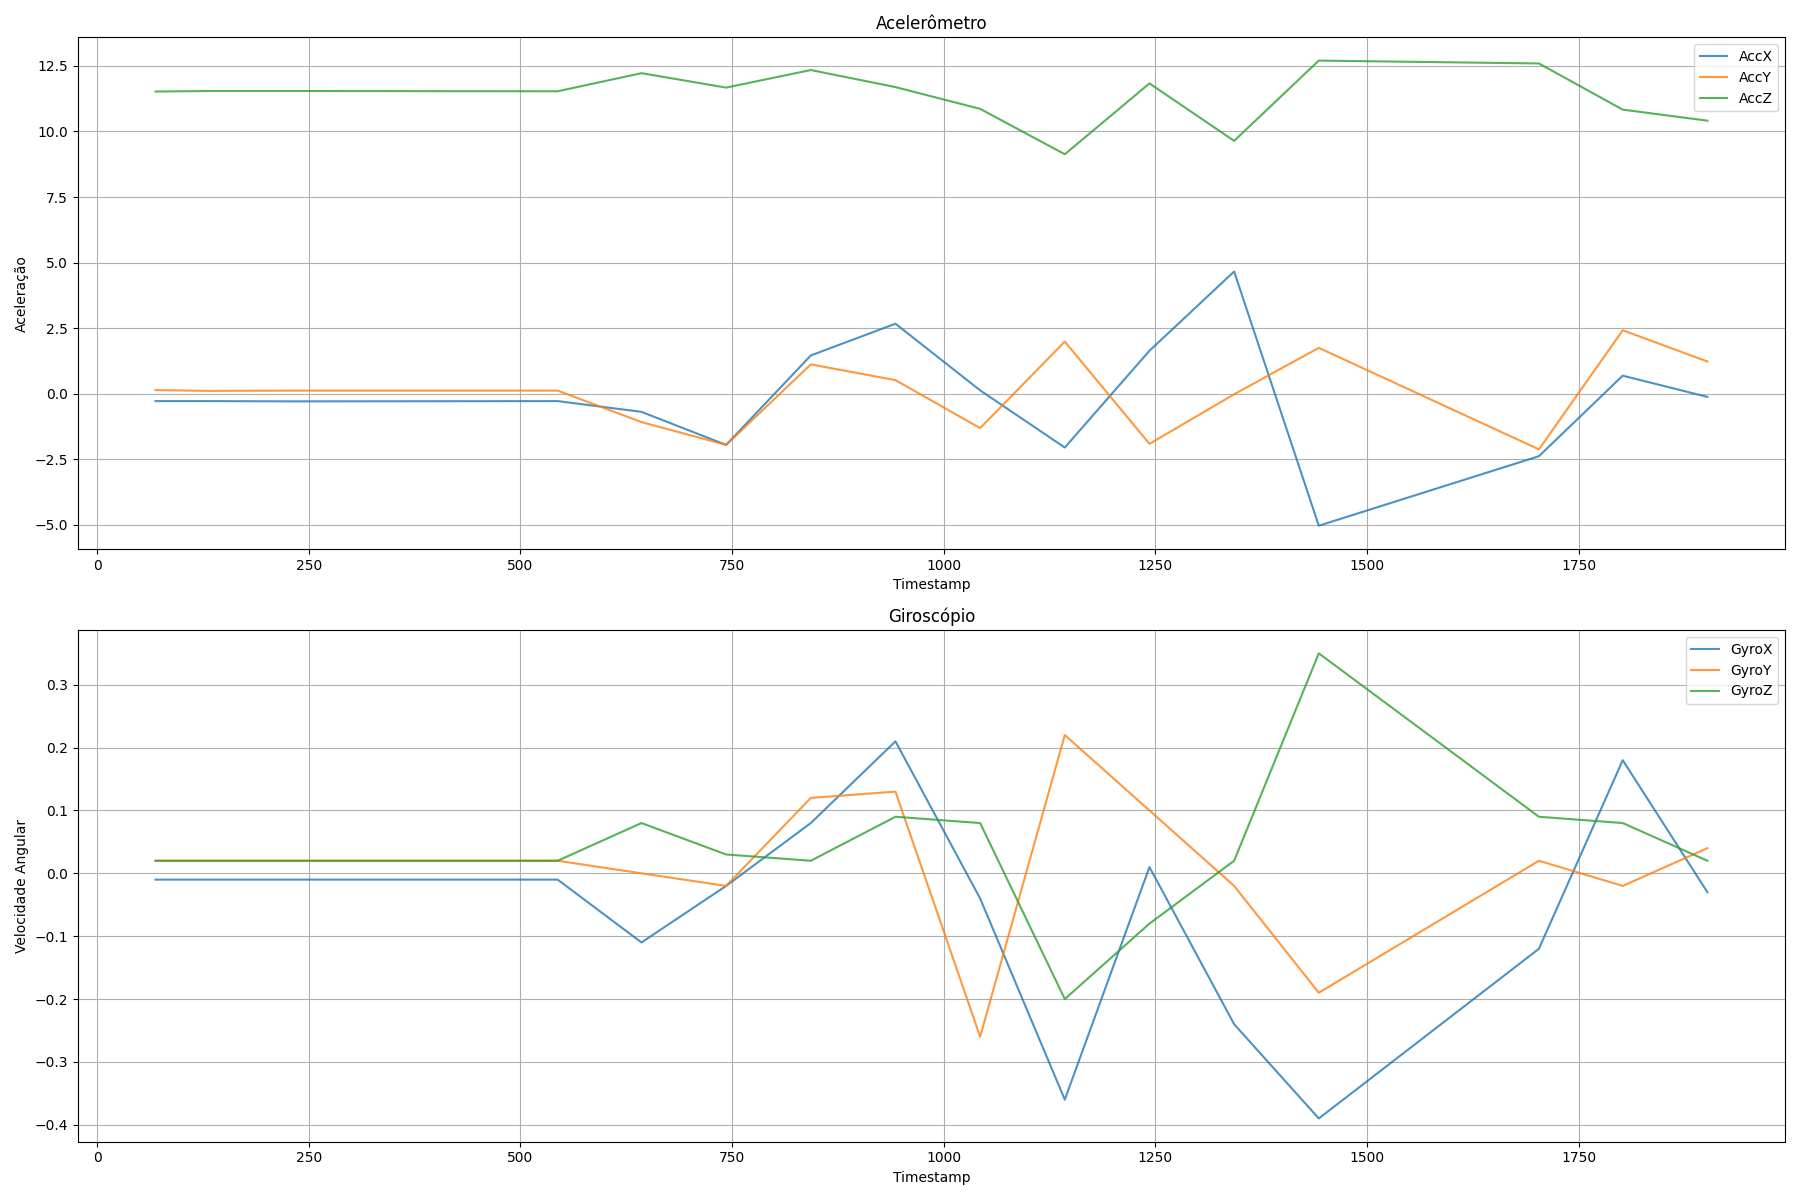 Acelerômetro
12.5
10.0
7.5
5.0
2.5
0.0
−2.5
−5.0
Aceleração
AccX
AccY
AccZ
0 250 500 750 1000 1250 1500 1750
Timestamp
Giroscópio
0.3
0.2
0.1
0.0
−0.1
−0.2
−0.3
−0.4
Velocidade Angular
GyroX
GyroY
GyroZ
0 250 500 750 1000 1250 1500 1750
Timestamp